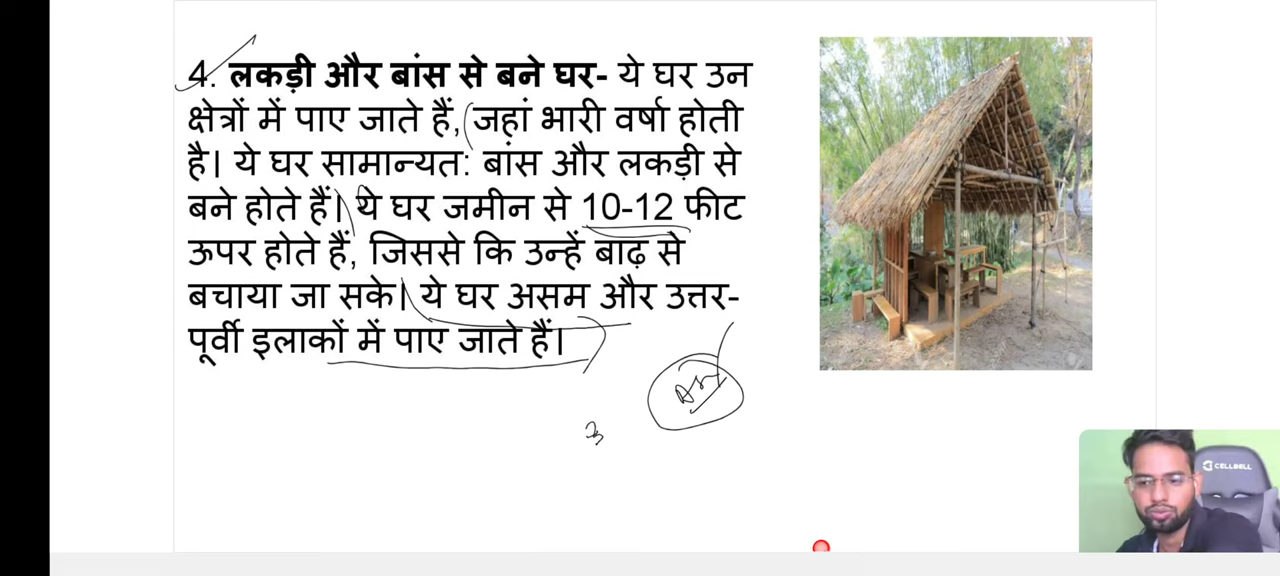 4. लकड़ी और बांस से बने घर- ये घर उन
क्षेत्रों में पाए जाते हैं, जहां भारी वर्षा होती
है। ये घर सामान्यत: बांस और लकड़ी से
बने होते हैं। ये घर जमीन से 10-12 फीट
ऊपर होते हैं, जिससे कि उन्हें बाढ़ से
बचाया जा सके। ये घर असम और उत्तर-
पूर्वी इलाकों में पाए जाते हैं।
CELLBELL